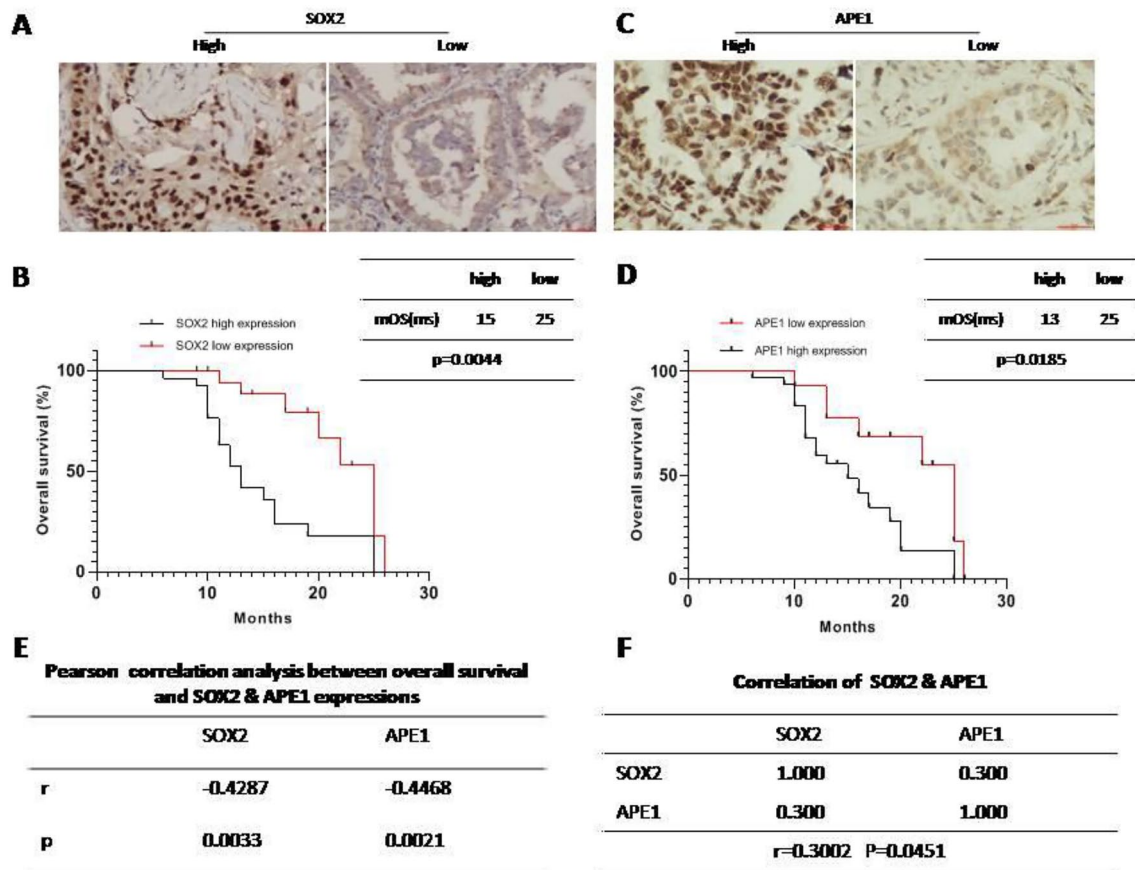 A
SOX2
High Low
C
APE1
High Low
B
high low
mOS(ms) 15 25
p=0.0044
SOX2 high expression
SOX2 low expression
Overall survival (%)
100
50
0
0 10 20 30
Months
D
high low
mOS(ms) 13 25
p=0.0185
APE1 low expression
APE1 high expression
Overall survival (%)
100
50
0
0 10 20 30
Months
E
Pearson correlation analysis between overall survival
and SOX2 & APE1 expressions
SOX2 APE1
r -0.4287 -0.4468
p 0.0033 0.0021
F
Correlation of SOX2 & APE1
SOX2 APE1
SOX2 1.000 0.300
APE1 0.300 1.000
r=0.3002 P=0.0451